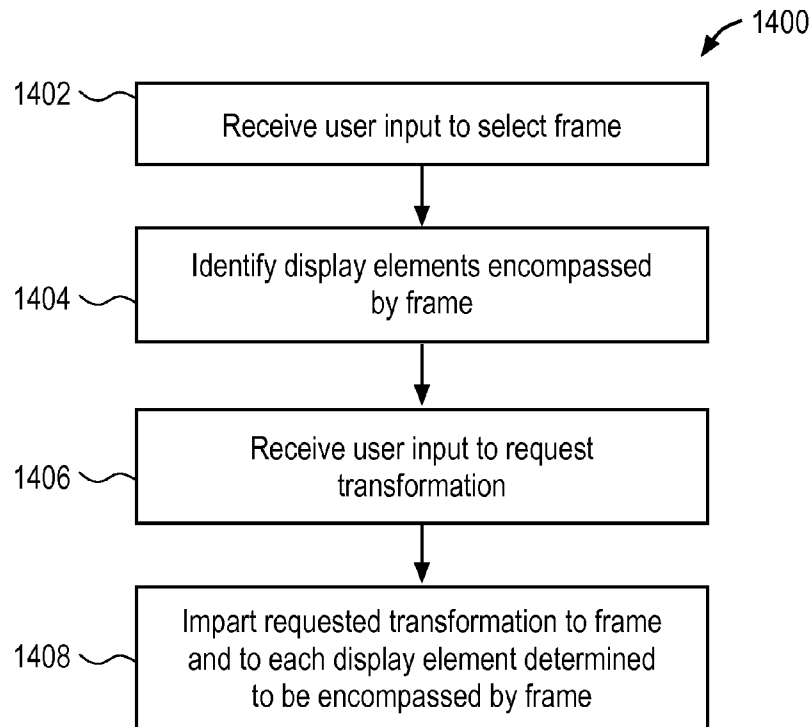 1400
1402
Receive user input to select frame
1404
Identify display elements encompassed
by frame
1406
Receive user input to request
transformation
1408
Impart requested transformation to frame
and to each display element determined
to be encompassed by frame